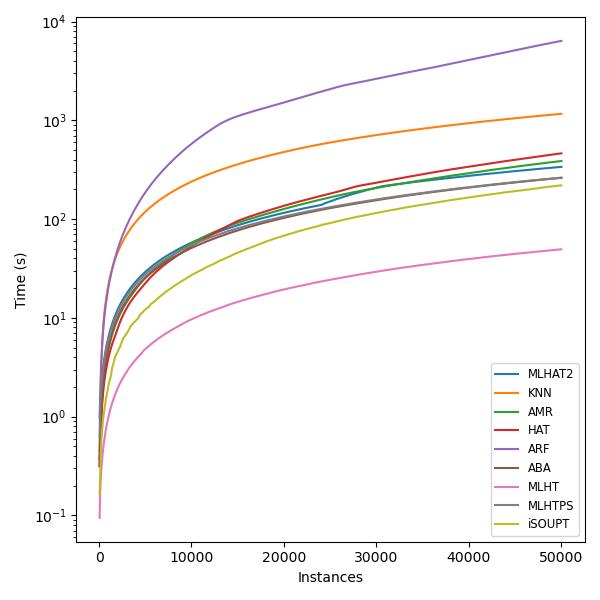 10⁴
10³
10²
10¹
10⁰
10⁻¹
Time (s)
0 10000 20000 30000 40000 50000
Instances
MLHAT2
KNN
AMR
HAT
ARF
ABA
MLHT
MLHTPS
iSOUPT